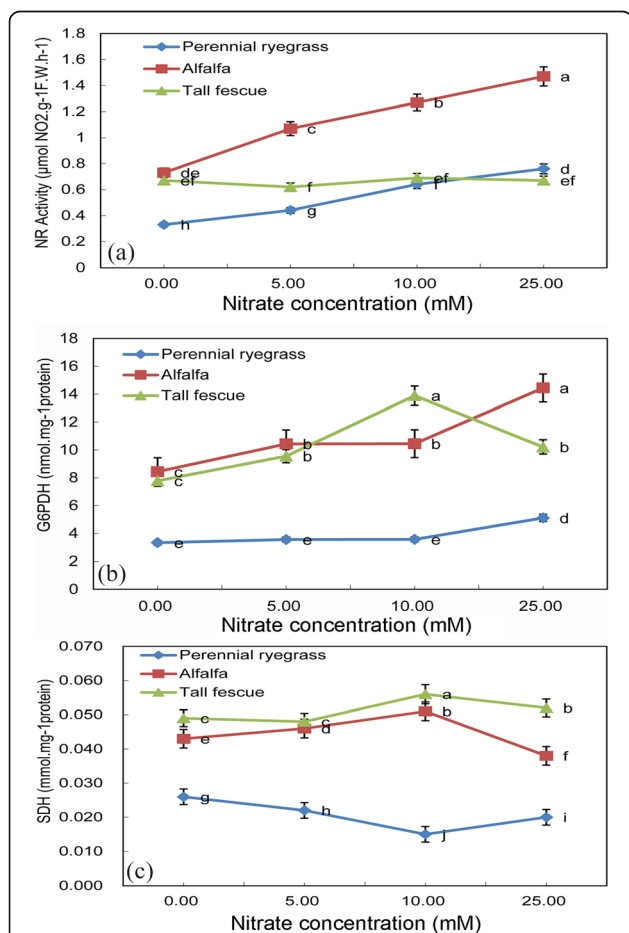 Perennial ryegrass
Alfalfa
Tall fescue
NR Activity (μmol NO2.g-1F.W.h-1)
1.8
1.6
1.4
1.2
1
0.8
0.6
0.4
0.2
0
de
ef
h
c
f
g
b
ef
f
a
d
ef
(a)
0.00 5.00 10.00 25.00
Nitrate concentration (mM)
Perennial ryegrass
Alfalfa
Tall fescue
G6PDH (nmol.mg-1protein)
18
16
14
12
10
8
6
4
2
0
c
c
e
b
b
e
a
b
e
a
b
d
(b)
0.00 5.00 10.00 25.00
Nitrate concentration (mM)
Perennial ryegrass
Alfalfa
Tall fescue
SDH (mmol.mg-1protein)
0.070
0.060
0.050
0.040
0.030
0.020
0.010
0.000
c
e
g
c
d
h
a
b
j
b
f
i
(c)
0.00 5.00 10.00 25.00
Nitrate concentration (mM)